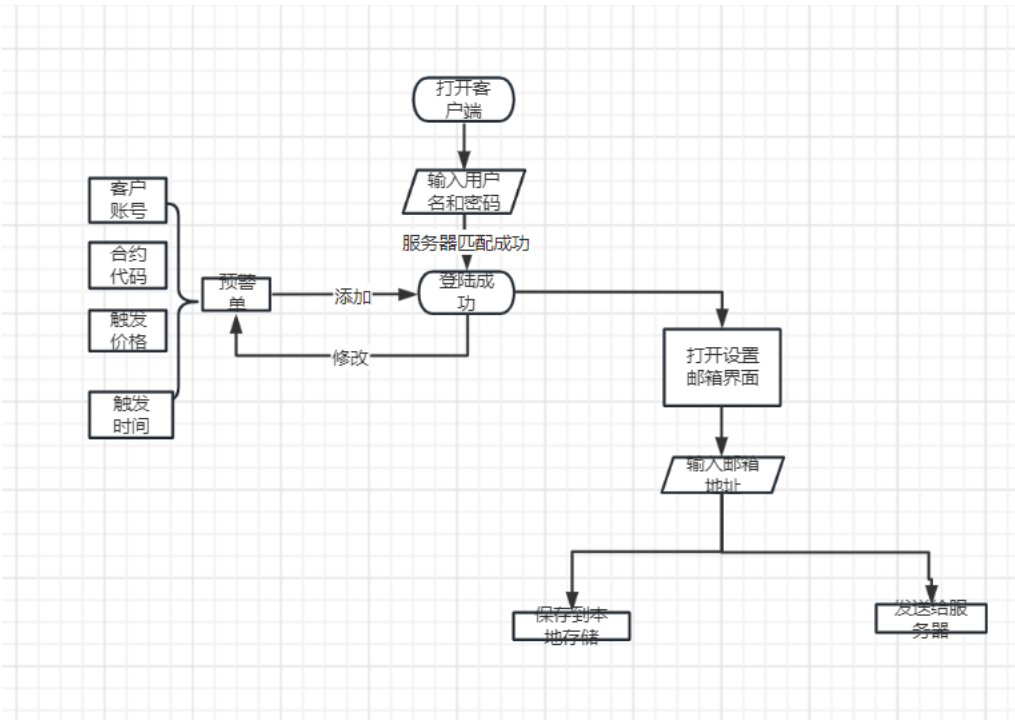 打开客
户端
输入用户
名和密码
服务器匹配成功
登陆成
功
客户
账号
合约
代码
触发
价格
触发
时间
预警
单
添加
修改
打开设置
邮箱界面
输入邮箱
地址
保存到本
地存储
发送给服
务器